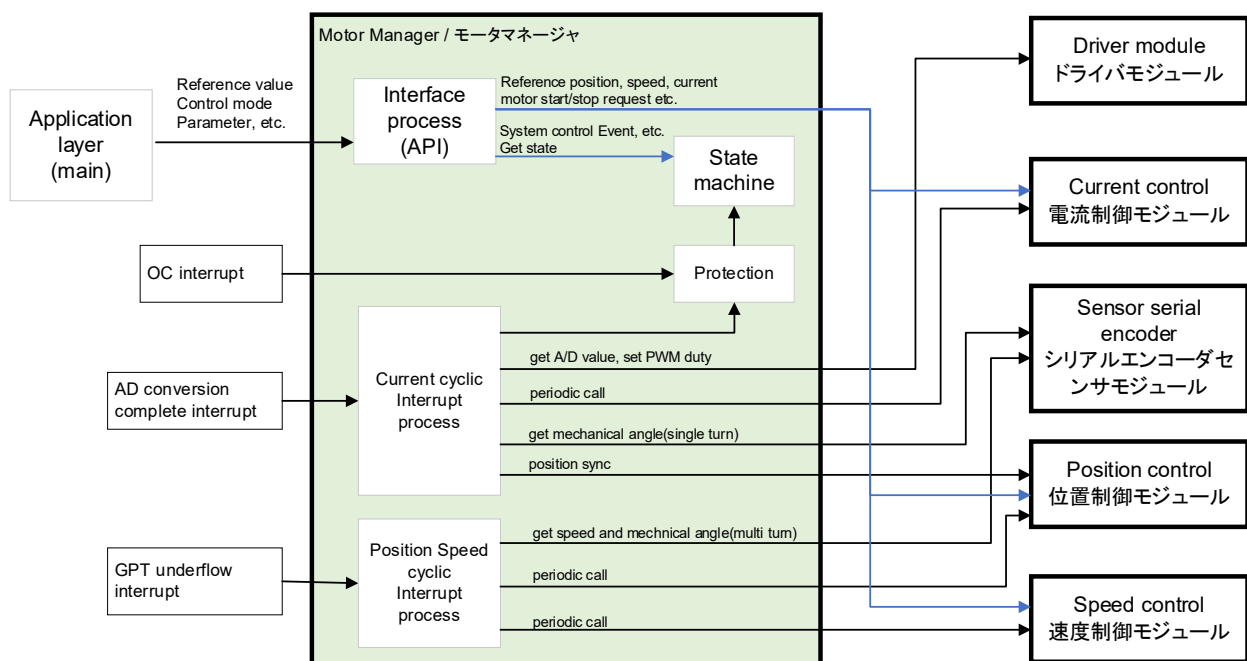 Motor Manager / モータマネージャ
Application
layer
(main)
Reference value
Control mode
Parameter, etc.
Interface
process
(API)
Reference position, speed, current
motor start/stop request etc.
System control Event, etc.
Get state
State
machine
OC interrupt
Protection
AD conversion
complete interrupt
Current cyclic
Interrupt
process
get A/D value, set PWM duty
periodic call
get mechanical angle(single turn)
position sync
GPT underflow
interrupt
Position Speed
cyclic
Interrupt
process
get speed and mechnical angle(multi turn)
periodic call
periodic call
Driver module
ドライバモジュール
Current control
電流制御モジュール
Sensor serial
encoder
シリアルエンコーダセ
ンサモジュール
Position control
位置制御モジュール
Speed control
速度制御モジュール